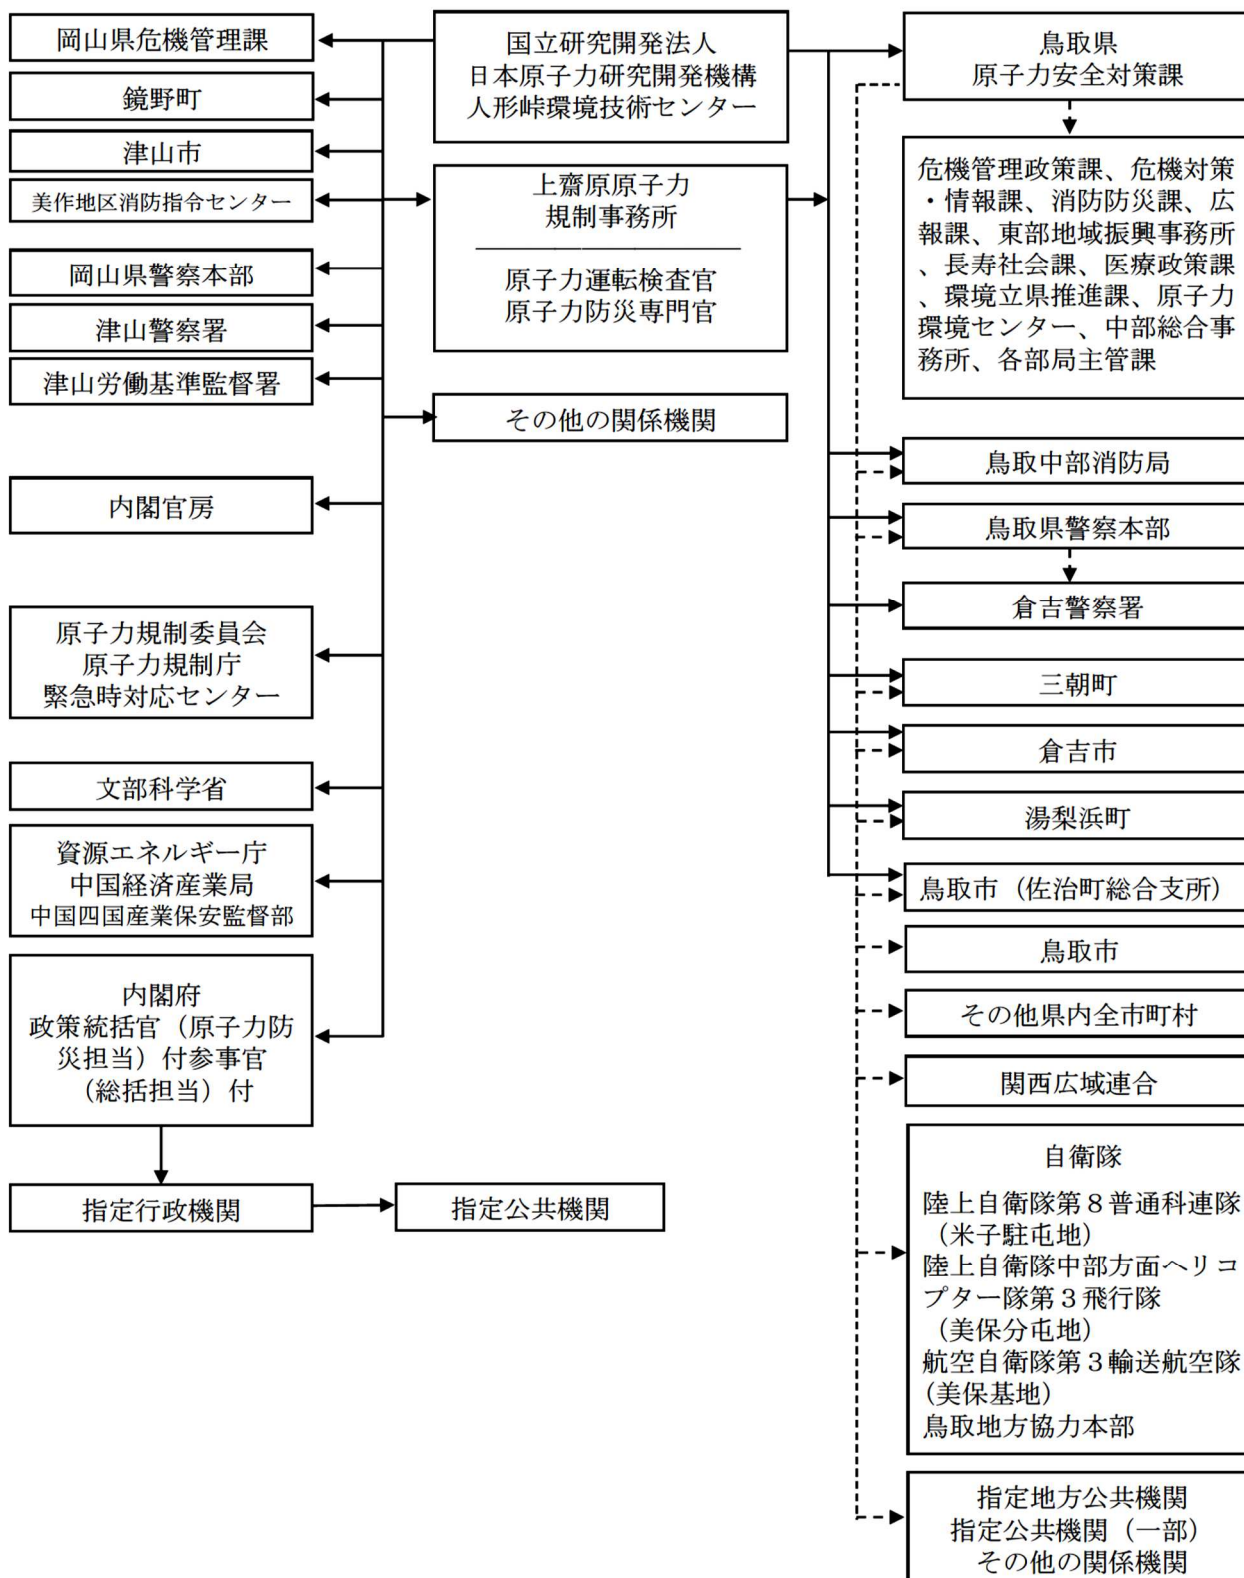 岡山県危機管理課
鏡野町
津山市
美作地区消防指令センター
岡山県警察本部
津山警察署
津山労働基準監督署
内閣官房
原子力規制委員会
原子力規制庁
緊急時対応センター
文部科学省
資源エネルギー庁
中国経済産業局
中国四国産業保安監督部
内閣府
政策統括官（原子力防
災担当）付参事官
（総括担当）付
指定行政機関
指定公共機関
国立研究開発法人
日本原子力研究開発機構
人形峠環境技術センター
上齋原原子力
規制事務所
原子力運転検査官
原子力防災専門官
その他の関係機関
鳥取県
原子力安全対策課
危機管理政策課、危機対策
・情報課、消防防災課、広
報課、東部地域振興事務所
、長寿社会課、医療政策課
、環境立県推進課、原子力
環境センター、中部総合事
務所、各部局主管課
鳥取中部消防局
鳥取県警察本部
倉吉警察署
三朝町
倉吉市
湯梨浜町
鳥取市（佐治町総合支所）
鳥取市
その他県内全市町村
関西広域連合
自衛隊
陸上自衛隊第８普通科連隊
（米子駐屯地）
陸上自衛隊中部方面ヘリコ
プター隊第３飛行隊
（美保分屯地）
航空自衛隊第３輸送航空隊
（美保基地）
鳥取地方協力本部
指定地方公共機関
指定公共機関（一部）
その他の関係機関